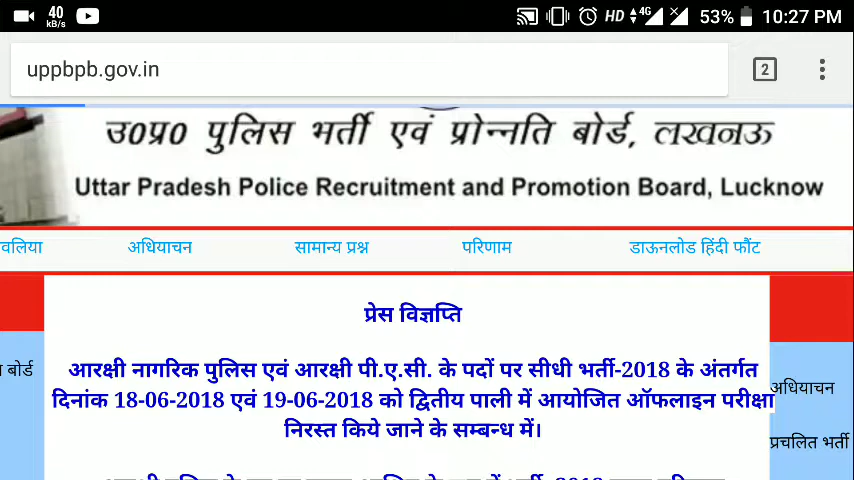 40
kB/s
HD
4G
53%
10:27 PM
uppbpb.gov.in
2
उ0प्र0 पुलिस भर्ती एवं प्रोन्नति बोर्ड, लखनऊ
Uttar Pradesh Police Recruitment and Promotion Board, Lucknow
वलिया
अधियाचन
सामान्य प्रश्न
परिणाम
डाऊनलोड हिंदी फौंट
प्रेस विज्ञप्ति
आरक्षी नागरिक पुलिस एवं आरक्षी पी.ए.सी. के पदों पर सीधी भर्ती-2018 के अंतर्गत
दिनांक 18-06-2018 एवं 19-06-2018 को द्वितीय पाली में आयोजित ऑफलाइन परीक्षा
निरस्त किये जाने के सम्बन्ध में।
बोर्ड
अधियाचन
प्रचलित भर्ती